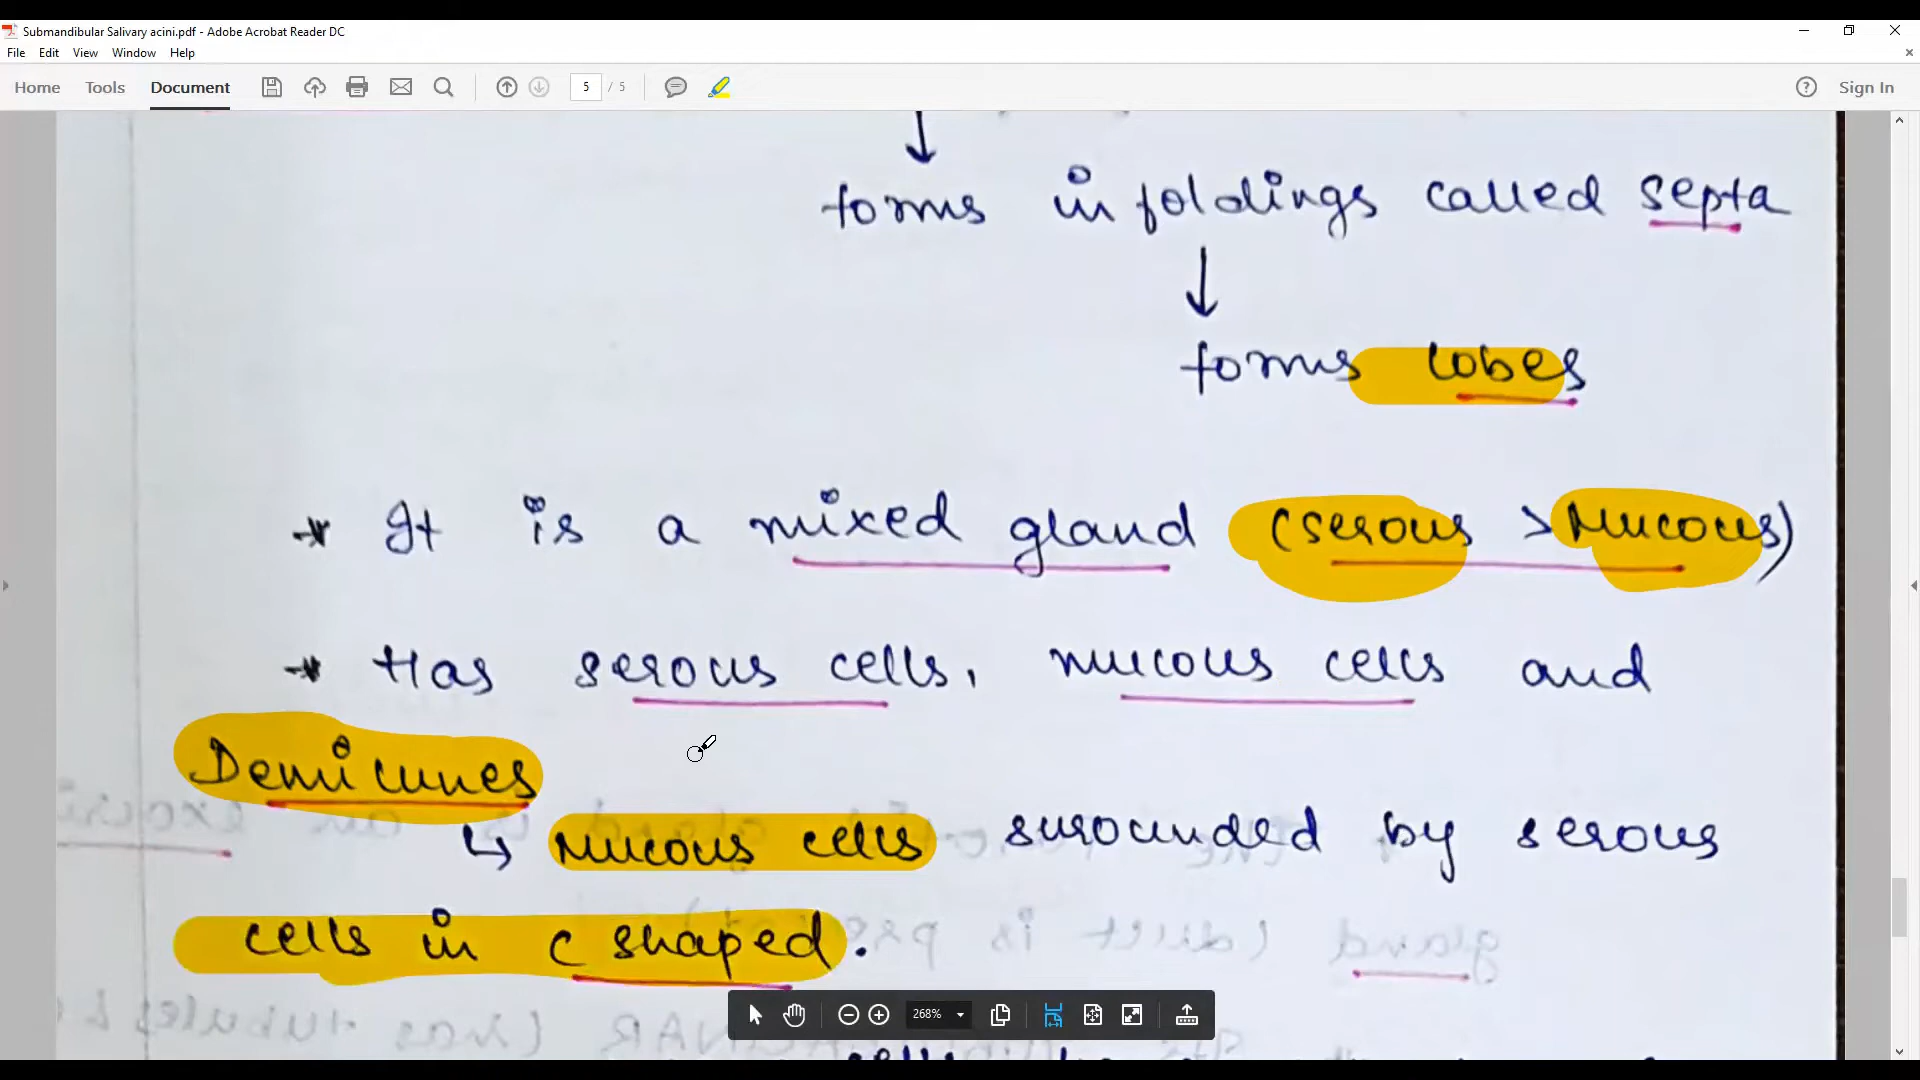 Submandibular Salivary acini.pdf - Adobe Acrobat Reader DC
File Edit View Window Help
Home Tools Document 5 / 5 Sign In
forms infoldings called septa
forms lobes
* It is a mixed gland (serous > Mucous)
* Has serous cells, mucous cells and
Demilunes
↳ Mucous cells surounded by serous
cells in c shaped.
268%